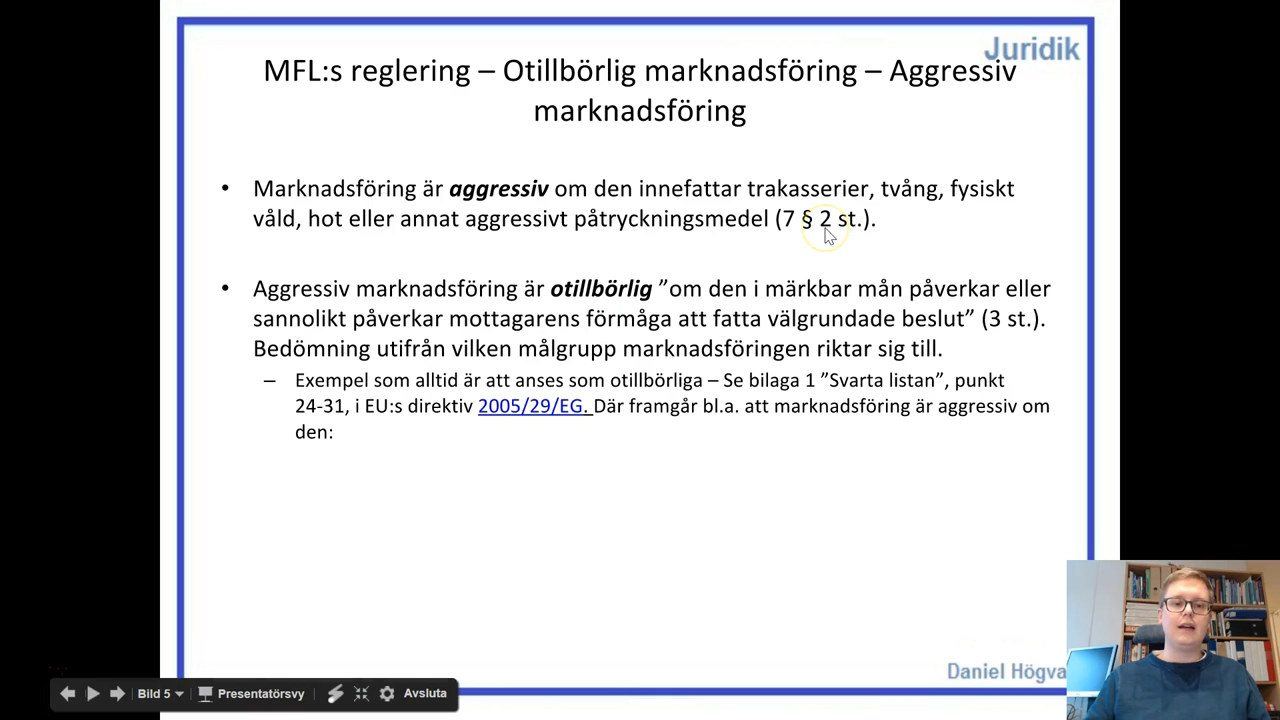 Juridik
MFL:s reglering – Otillbörlig marknadsföring – Aggressiv
marknadsföring
• Marknadsföring är aggressiv om den innefattar trakasserier, tvång, fysiskt
våld, hot eller annat aggressivt påtryckningsmedel (7 § 2 st.).
• Aggressiv marknadsföring är otillbörlig ”om den i märkbar mån påverkar eller
sannolikt påverkar mottagarens förmåga att fatta välgrundade beslut” (3 st.).
Bedömning utifrån vilken målgrupp marknadsföringen riktar sig till.
– Exempel som alltid är att anses som otillbörliga – Se bilaga 1 ”Svarta listan”, punkt
24-31, i EU:s direktiv 2005/29/EG. Där framgår bl.a. att marknadsföring är aggressiv om
den:
Daniel Högva
Bild 5 Presentatörsvy Avsluta